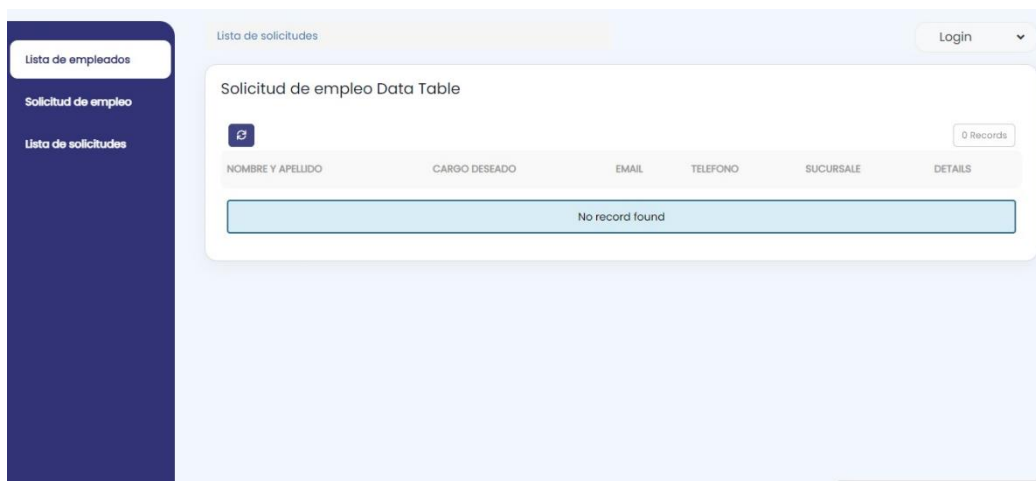 Lista de empleados
Solicitud de empleo
Lista de solicitudes
Lista de solicitudes
Login
Solicitud de empleo Data Table
0 Records
NOMBRE Y APELLIDO CARGO DESEADO EMAIL TELEFONO SUCURSALE DETAILS
No record found